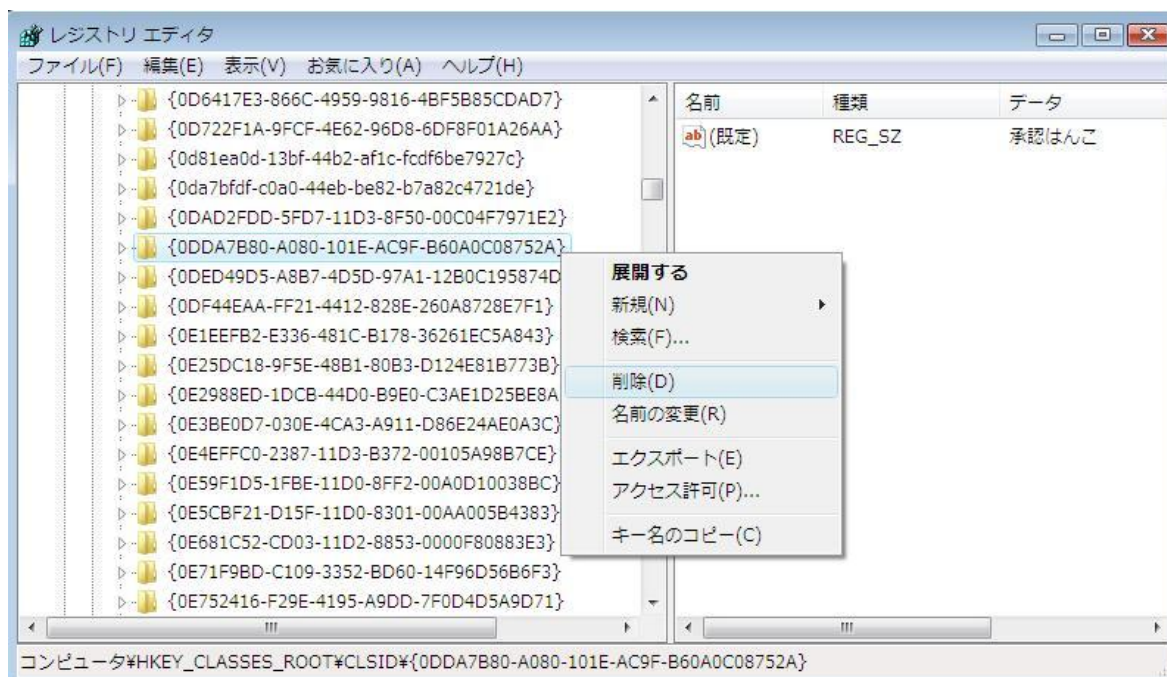 レジストリ エディタ
ファイル(F) 編集(E) 表示(V) お気に入り(A) ヘルプ(H)
{0D6417E3-866C-4959-9816-4BF5B85CDAD7}
{0D722F1A-9FCF-4E62-96D8-6DF8F01A26AA}
{0d81ea0d-13bf-44b2-af1c-fcdf6be7927c}
{0da7bfdf-c0a0-44eb-be82-b7a82c4721de}
{0DAD2FDD-5FD7-11D3-8F50-00C04F7971E2}
{0DDA7B80-A080-101E-AC9F-B60A0C08752A}
{0DED49D5-A8B7-4D5D-97A1-12B0C195874D
{0DF44EAA-FF21-4412-828E-260A8728E7F1}
{0E1EEFB2-E336-481C-B178-36261EC5A843}
{0E25DC18-9F5E-48B1-80B3-D124E81B773B}
{0E2988ED-1DCB-44D0-B9E0-C3AE1D25BE8A
{0E3BE0D7-030E-4CA3-A911-D86E24AE0A3C}
{0E4EFFC0-2387-11D3-B372-00105A98B7CE}
{0E59F1D5-1FBE-11D0-8FF2-00A0D10038BC}
{0E5CBF21-D15F-11D0-8301-00AA005B4383}
{0E681C52-CD03-11D2-8853-0000F80883E3}
{0E71F9BD-C109-3352-BD60-14F96D56B6F3}
{0E752416-F29E-4195-A9DD-7F0D4D5A9D71}
名前 種類 データ
ab (既定) REG_SZ 承認はんこ
展開する
新規(N)
検索(F)...
削除(D)
名前の変更(R)
エクスポート(E)
アクセス許可(P)...
キー名のコピー(C)
コンピュータ¥HKEY_CLASSES_ROOT¥CLSID¥{0DDA7B80-A080-101E-AC9F-B60A0C08752A}